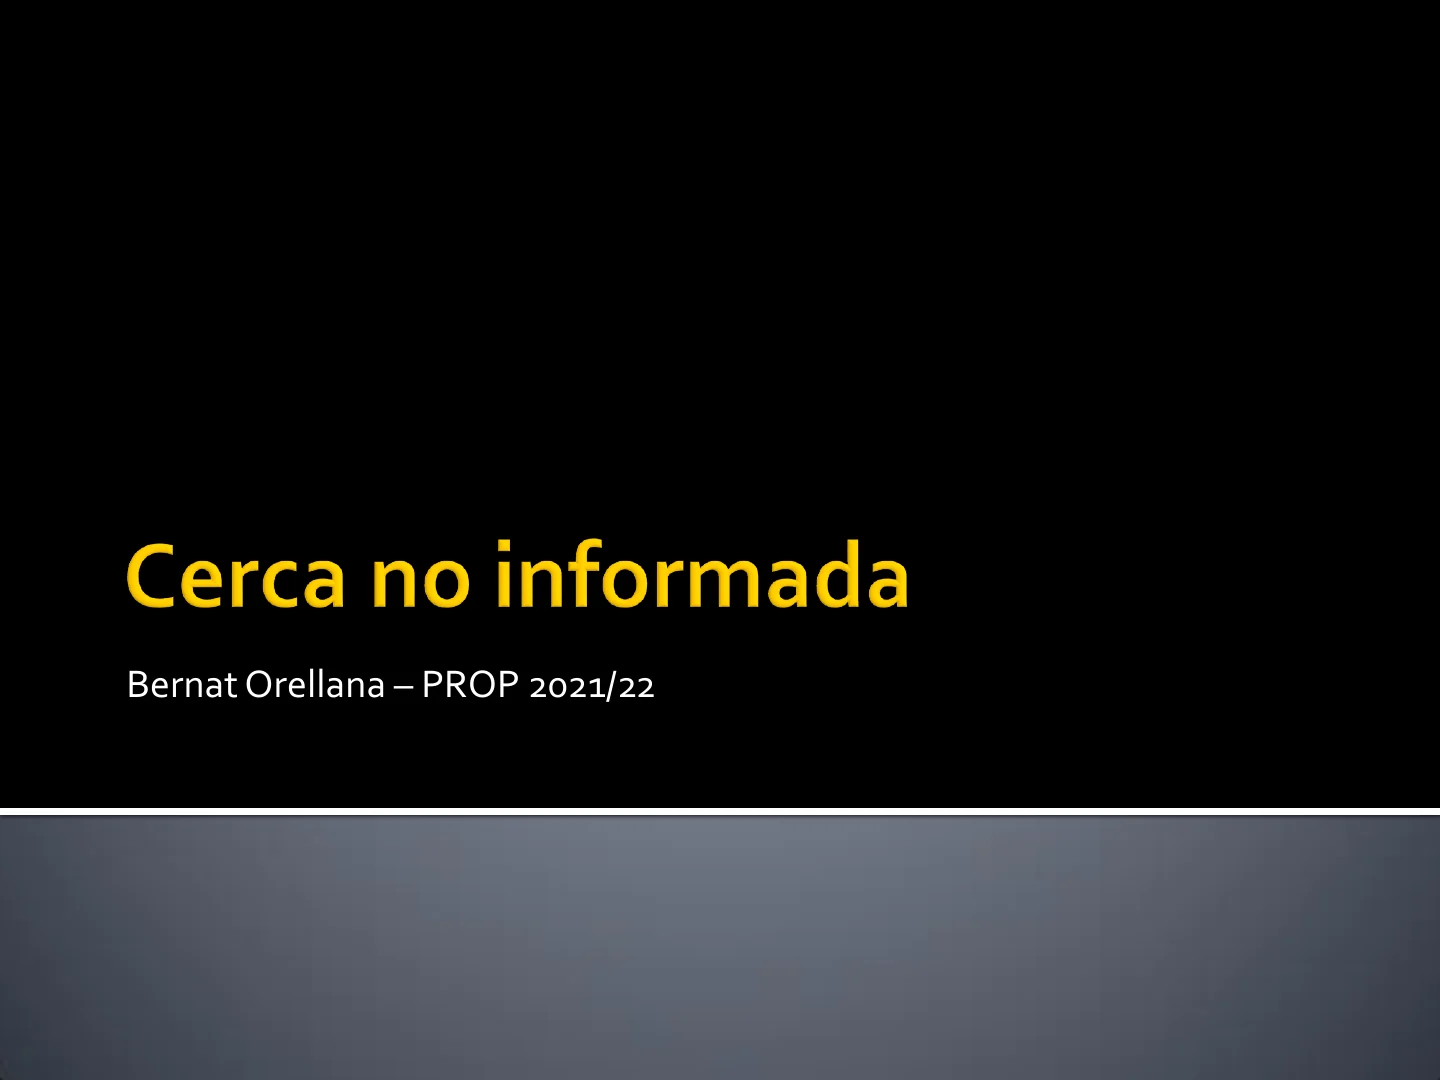 Cerca no informada
Bernat Orellana – PROP 2021/22